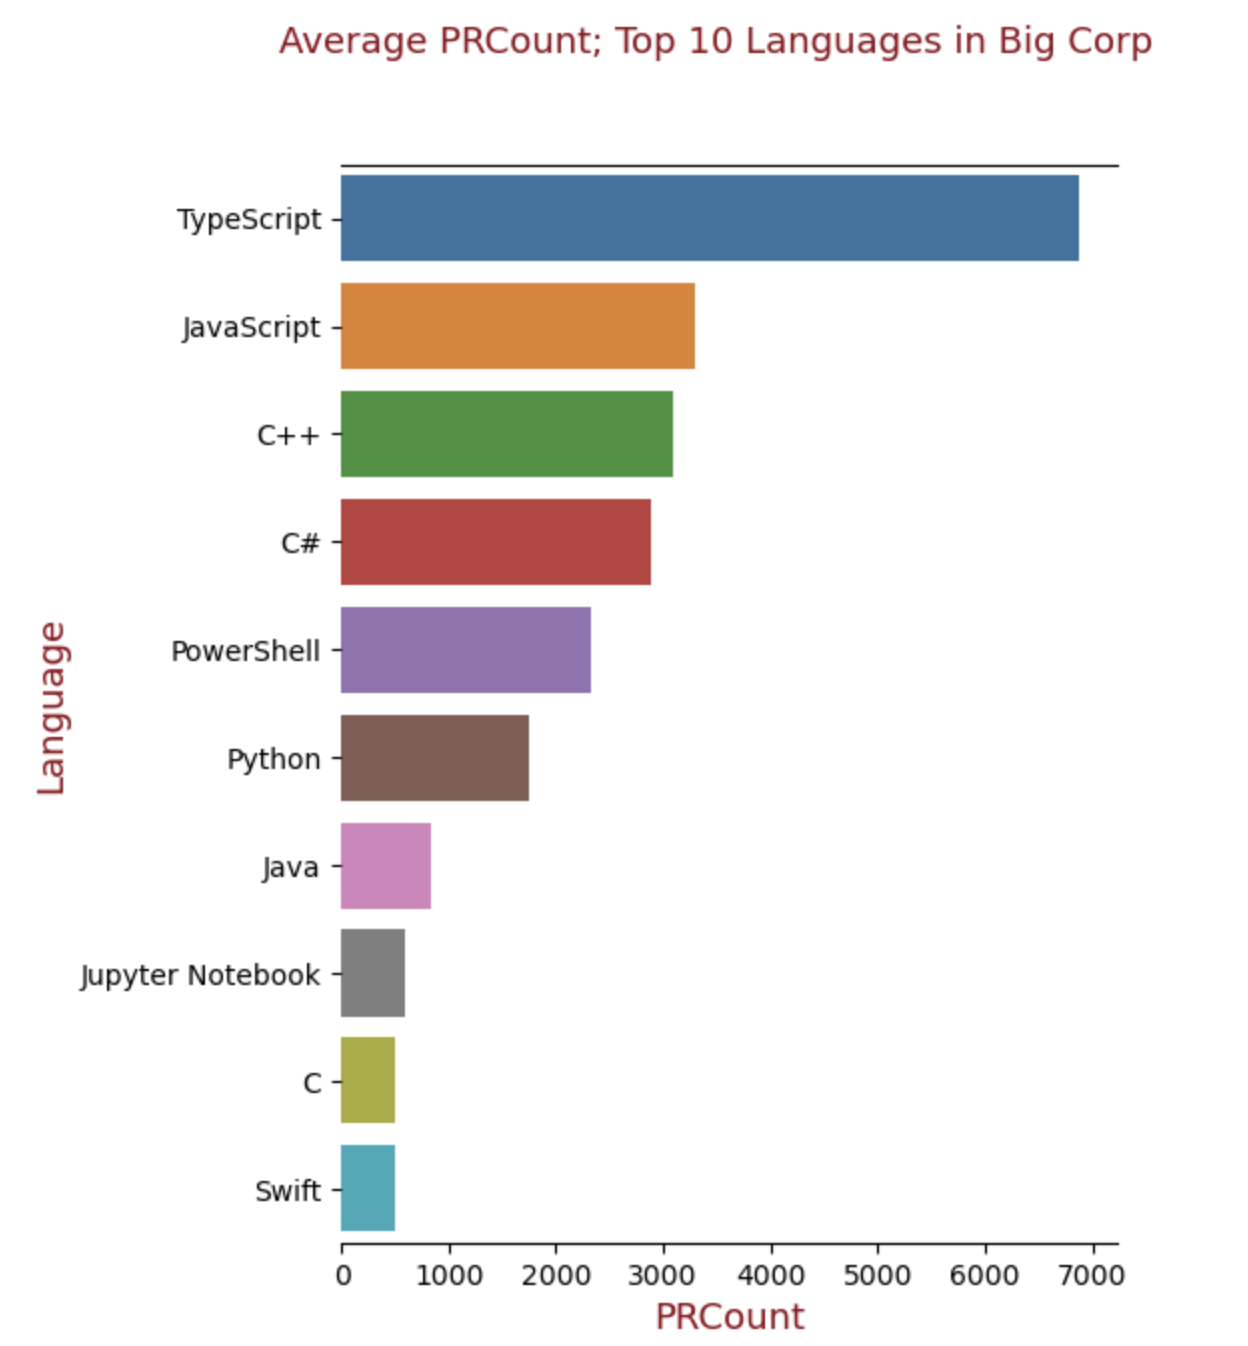 Average PRCount; Top 10 Languages in Big Corp
TypeScript
JavaScript
C++
C#
PowerShell
Python
Java
Jupyter Notebook
C
Swift
Language
0 1000 2000 3000 4000 5000 6000 7000
PRCount